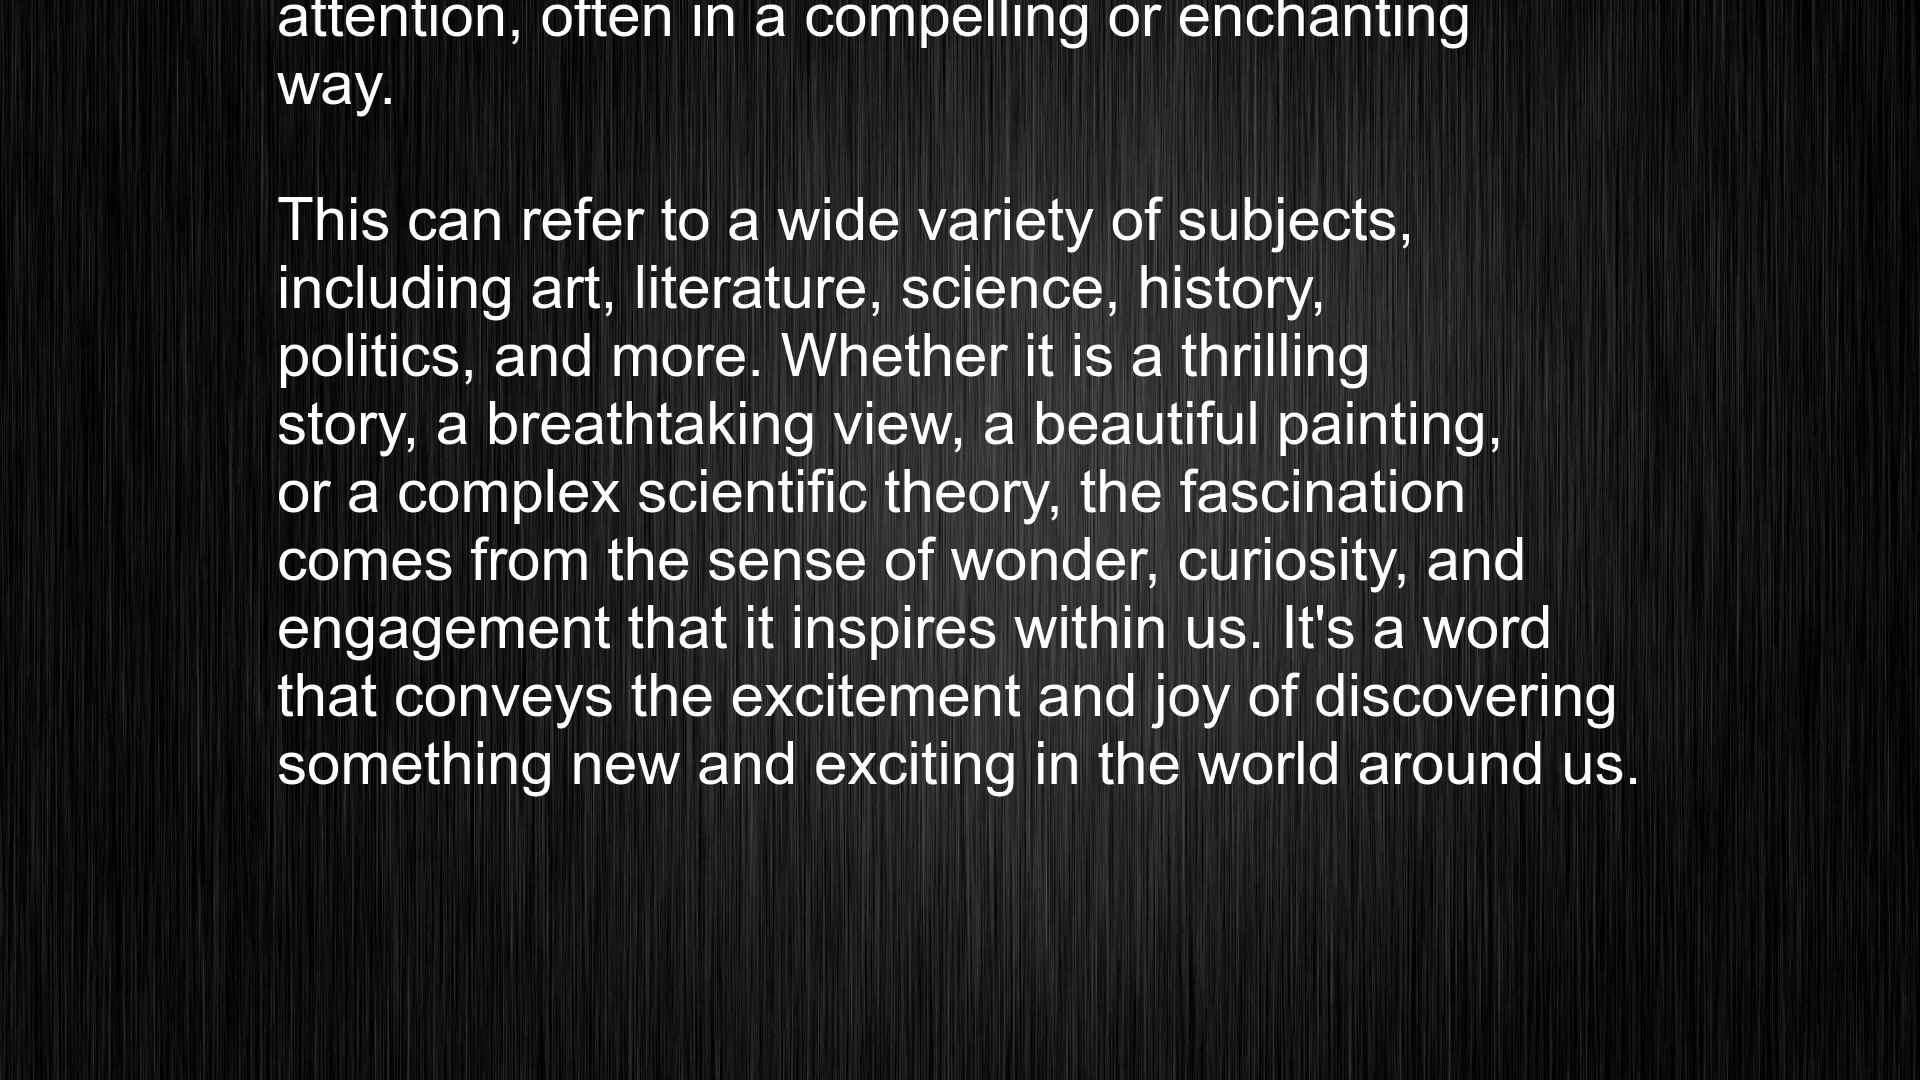 attention, often in a compelling or enchanting
way.
This can refer to a wide variety of subjects,
including art, literature, science, history,
politics, and more. Whether it is a thrilling
story, a breathtaking view, a beautiful painting,
or a complex scientific theory, the fascination
comes from the sense of wonder, curiosity, and
engagement that it inspires within us. It's a word
that conveys the excitement and joy of discovering
something new and exciting in the world around us.